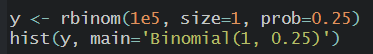 y <- rbinom(1e5, size=1, prob=0.25)
hist(y, main='Binomial(1, 0.25)')